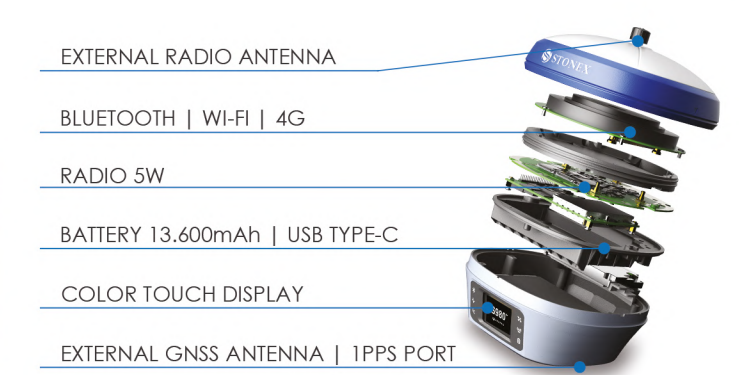 EXTERNAL RADIO ANTENNA
STONEX
BLUETOOTH | WI-FI | 4G
RADIO 5W
BATTERY 13.600mAh | USB TYPE-C
COLOR TOUCH DISPLAY
EXTERNAL GNSS ANTENNA | 1PPS PORT